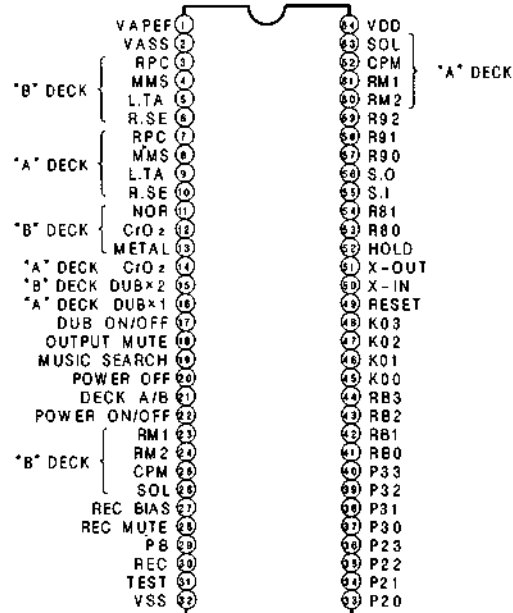 VAPEF 1 64 VDD
VASS 2 63 SOL
RPC 3 62 CPM
"A" DECK
MMS 4 61 RM1
"B" DECK
L.TA 5 60 RM2
R.SE 6 59 R92
RPC 7 58 R91
MMS 8 57 R90
"A" DECK
L.TA 9 56 S.O
R.SE 10 55 S.I
NOR 11 54 R81
"B" DECK CrO2 12 53 R80
METAL 13 52 HOLD
"A" DECK CrO2 14 51 X-OUT
"B" DECK DUB×2 15 50 X-IN
"A" DECK DUB×1 16 49 RESET
DUB ON/OFF 17 48 K03
OUTPUT MUTE 18 47 K02
MUSIC SEARCH 19 46 K01
POWER OFF 20 45 K00
DECK A/B 21 44 RB3
POWER ON/OFF 22 43 RB2
RM1 23 42 RB1
RM2 24 41 RB0
"B" DECK
CPM 25 40 P33
SOL 26 39 P32
REC BIAS 27 38 P31
REC MUTE 28 37 P30
PB 29 36 P23
REC 30 35 P22
TEST 31 34 P21
VSS 32 33 P20